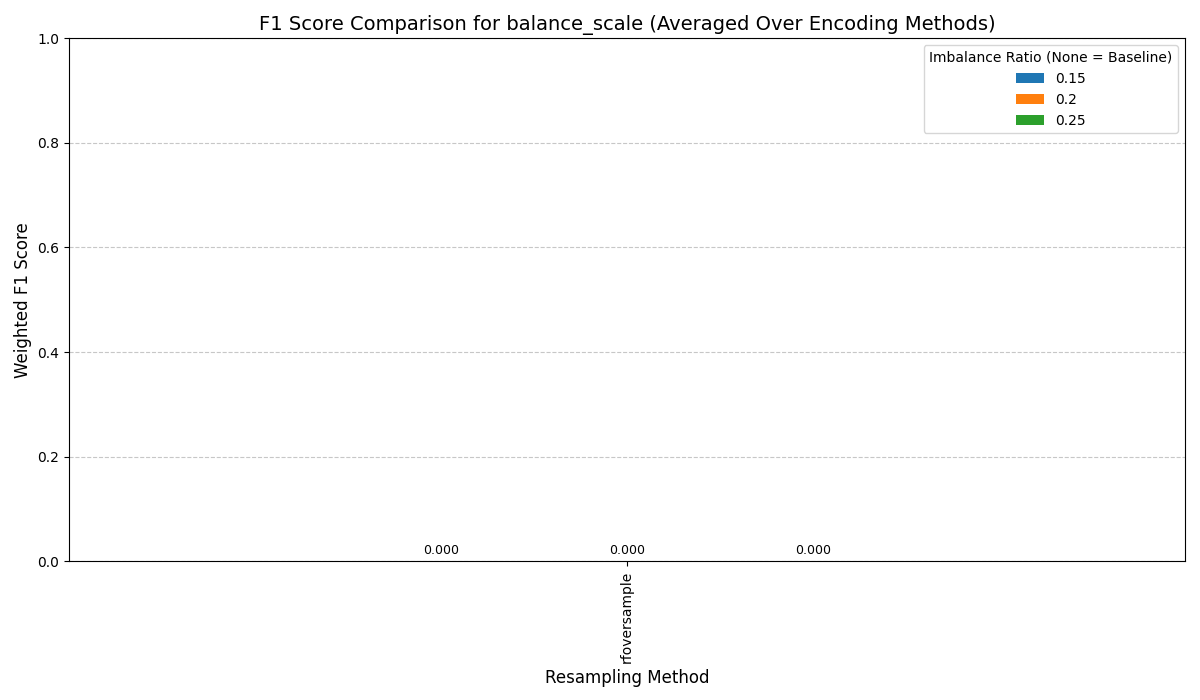 F1 Score Comparison for balance_scale (Averaged Over Encoding Methods)
Imbalance Ratio (None = Baseline)
0.15
0.2
0.25
Weighted F1 Score
1.0
0.8
0.6
0.4
0.2
0.0
0.000 0.000 0.000
rfoversample
Resampling Method